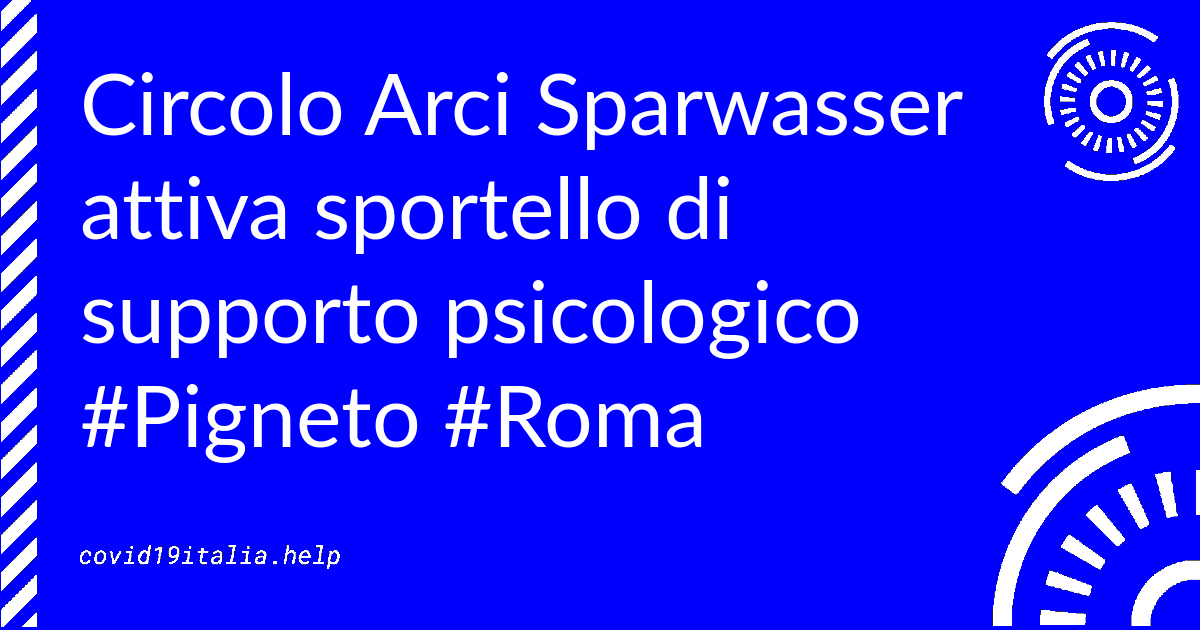 Circolo Arci Sparwasser
attiva sportello di
supporto psicologico
#Pigneto #Roma
covid19italia.help